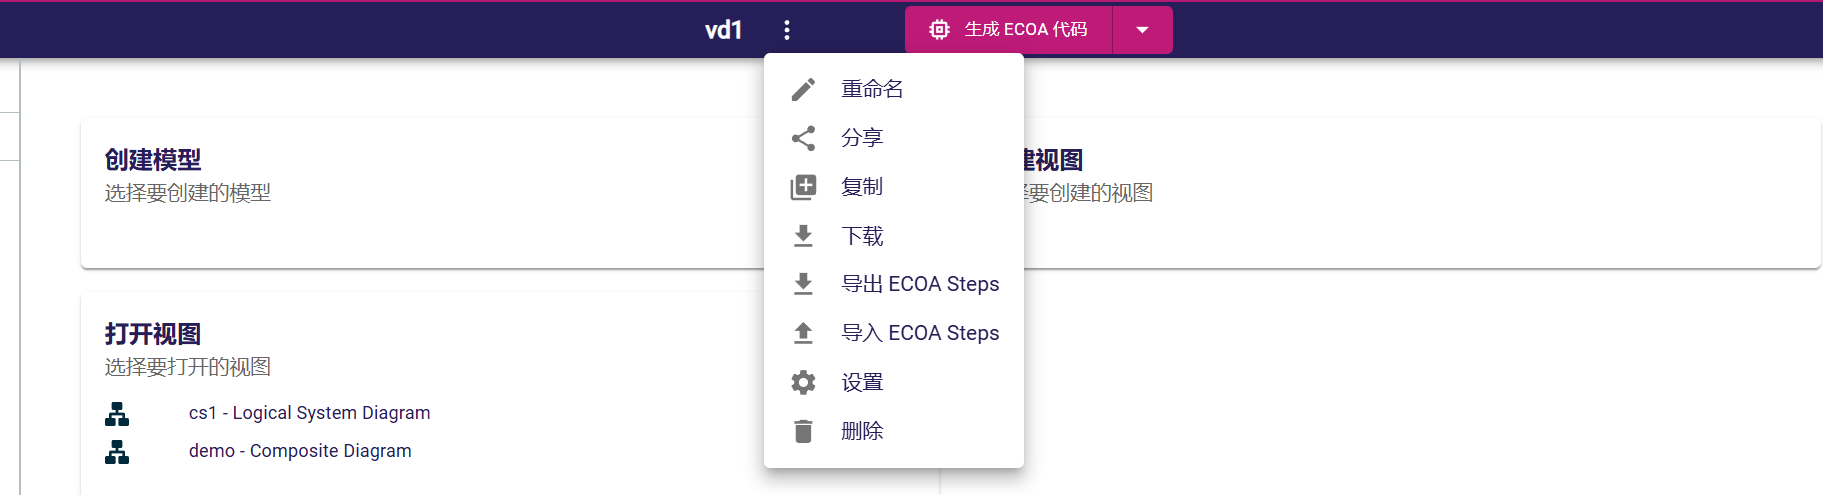 vd1
生成 ECOA 代码
重命名
分享
复制
下载
导出 ECOA Steps
导入 ECOA Steps
设置
删除
创建模型
选择要创建的模型
建视图
要创建的视图
打开视图
选择要打开的视图
cs1 - Logical System Diagram
demo - Composite Diagram